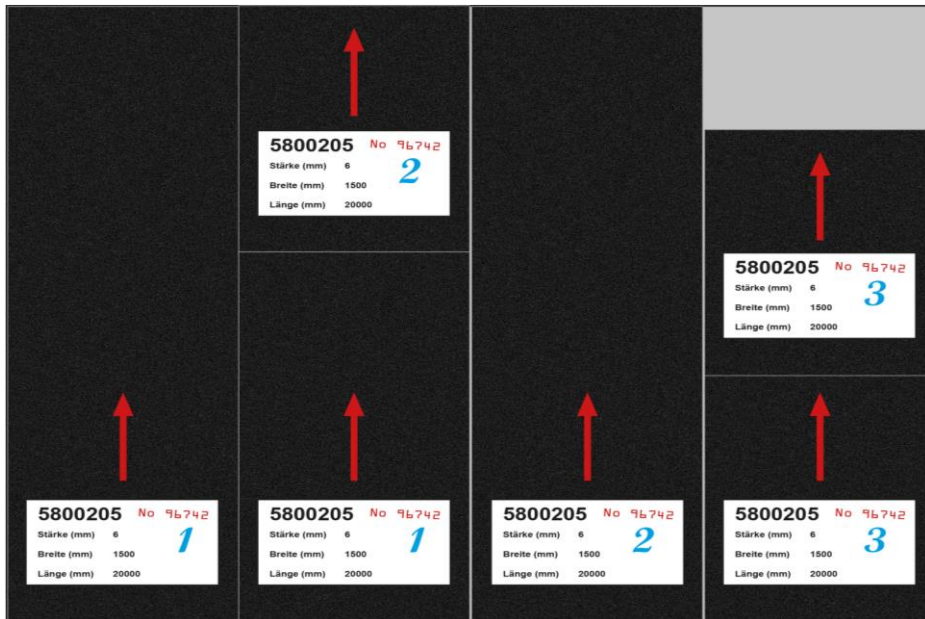 5800205 No 96742
2
Stärke (mm) 6
Breite (mm) 1500
Länge (mm) 20000
5800205 No 96742
3
Stärke (mm) 6
Breite (mm) 1500
Länge (mm) 20000
5800205 No 96742
1
Stärke (mm) 6
Breite (mm) 1500
Länge (mm) 20000
5800205 No 96742
1
Stärke (mm) 6
Breite (mm) 1500
Länge (mm) 20000
5800205 No 96742
2
Stärke (mm) 6
Breite (mm) 1500
Länge (mm) 20000
5800205 No 96742
3
Stärke (mm) 6
Breite (mm) 1500
Länge (mm) 20000